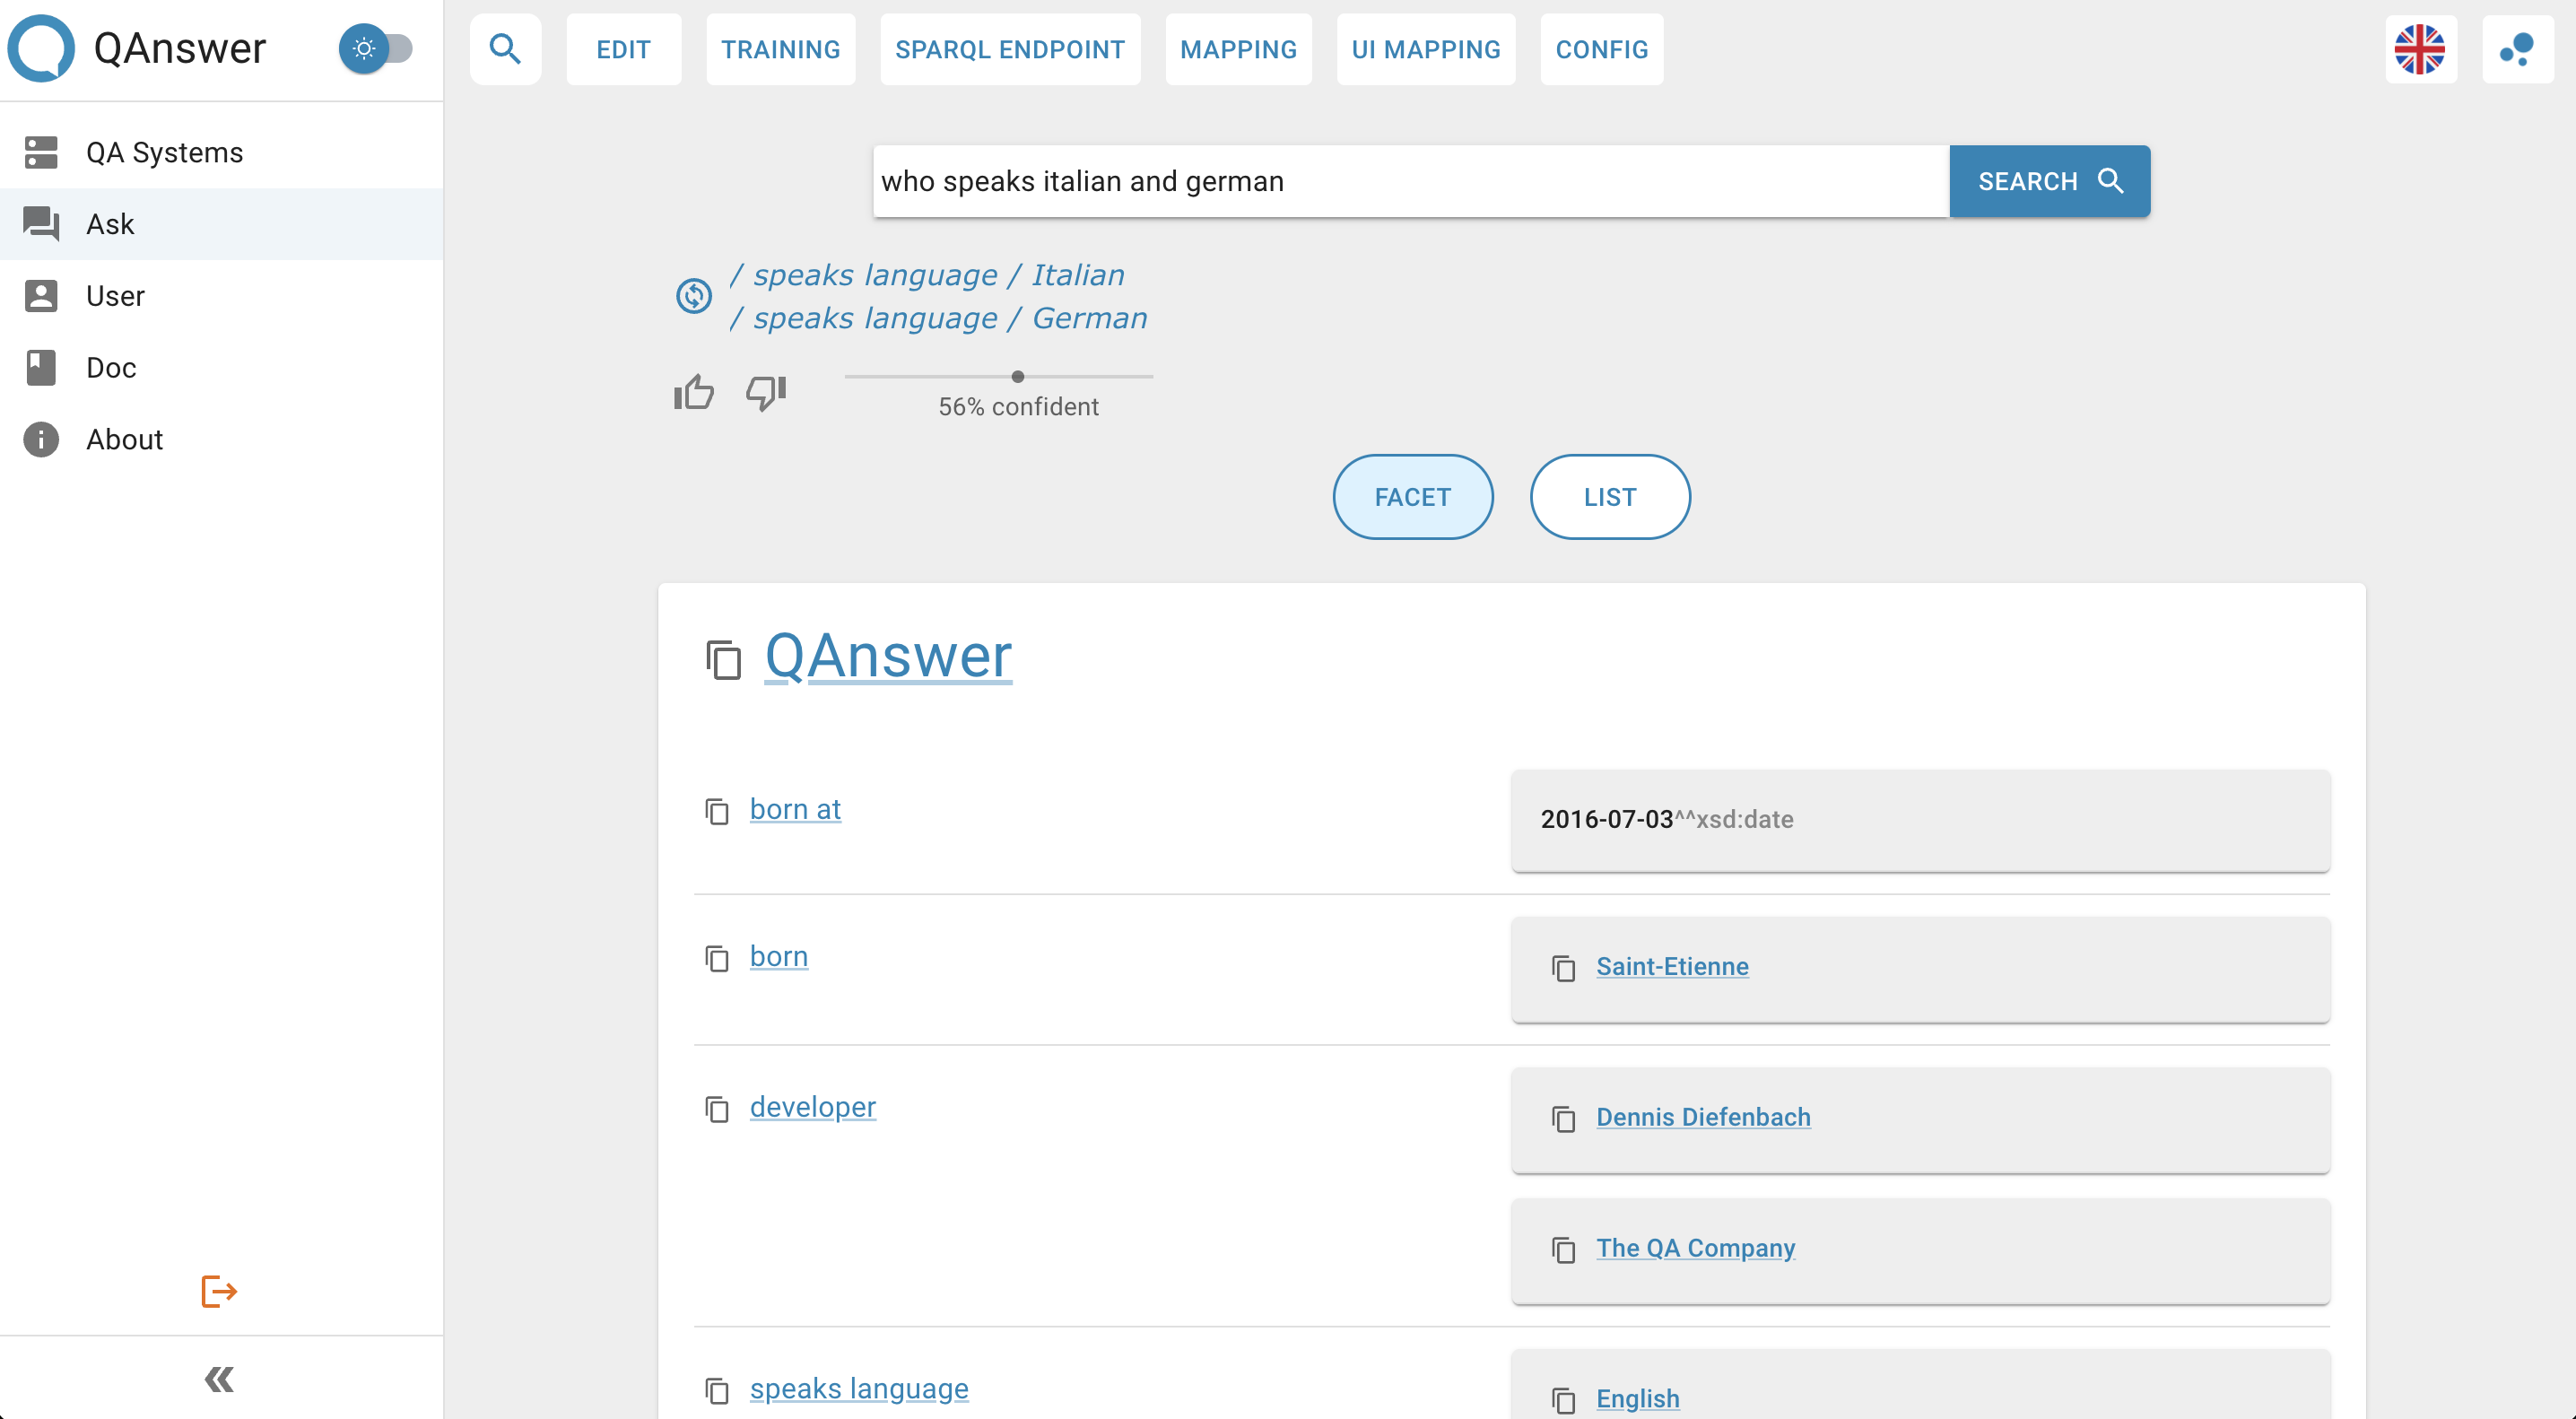 QAnswer
EDIT
TRAINING
SPARQL ENDPOINT
MAPPING
UI MAPPING
CONFIG
QA Systems
Ask
User
Doc
About
who speaks italian and german
SEARCH
/ speaks language / Italian
/ speaks language / German
56% confident
FACET
LIST
QAnswer
born at
2016-07-03^^xsd:date
born
Saint-Etienne
developer
Dennis Diefenbach
The QA Company
speaks language
English